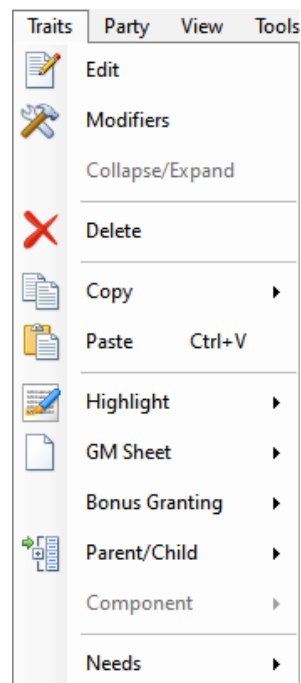 Traits Party View Tools
Edit
Modifiers
Collapse/Expand
Delete
Copy
Paste Ctrl+V
Highlight
GM Sheet
Bonus Granting
Parent/Child
Component
Needs